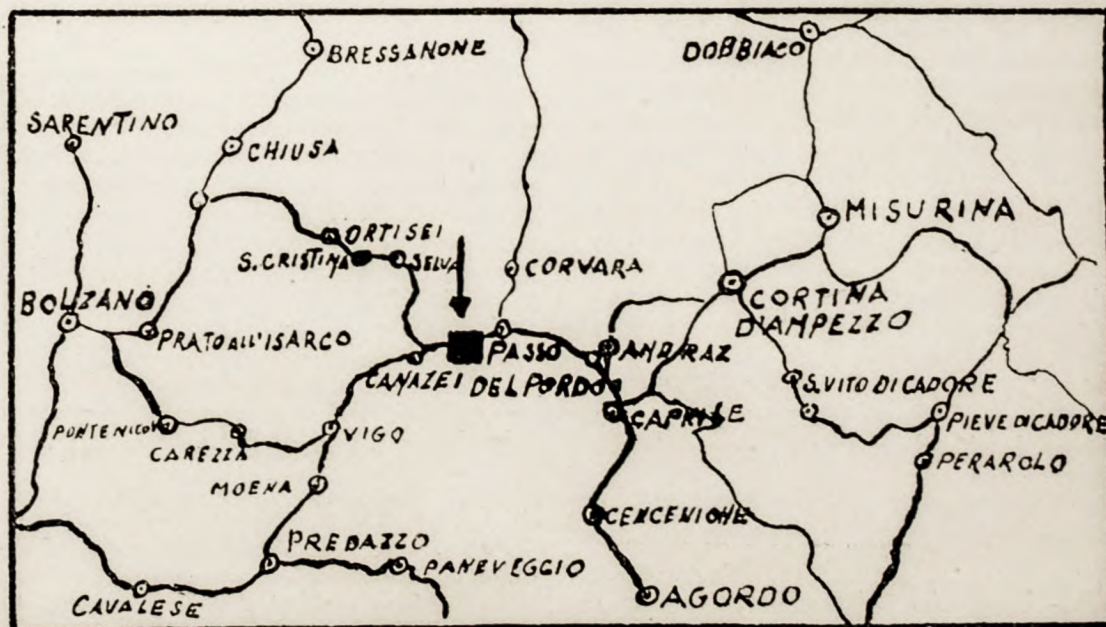 BRESSANONE
DOBBIACO
SARENTINO
CHIUSA
MISURINA
ORTISEI
S. CRISTINA
SELVA
CORVARA
BOLZANO
CORTINA
D'AMPEZZO
PRATO ALL'ISARCO
PASSO
DEL PORDOI
ANDRAZ
CANAZEI
S. VITO DI CADORE
CAPRILE
PIEVE DI CADORE
VIGO
CAREZZA
PERAROLO
MOENA
CENCENIGHE
PREDAZZO
PANEVEGGIO
CAVALESE
AGORDO